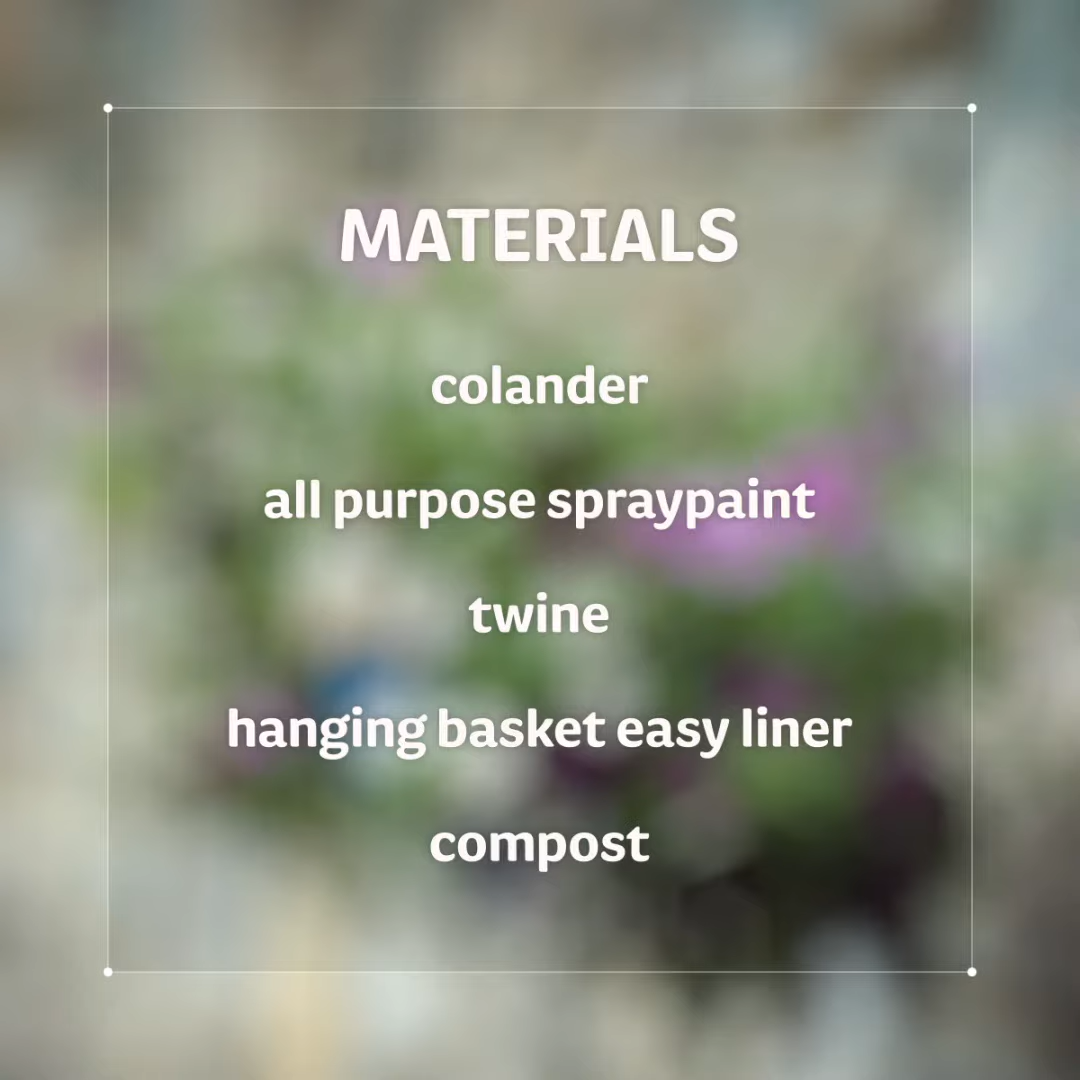 MATERIALS
colander
all purpose spraypaint
twine
hanging basket easy liner
compost